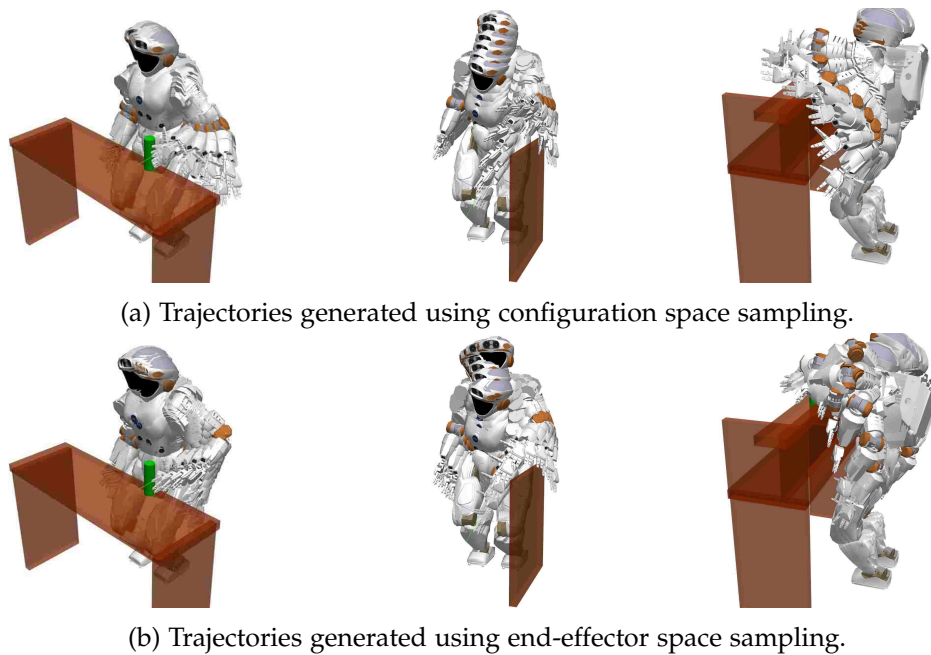 (a) Trajectories generated using configuration space sampling.
(b) Trajectories generated using end-effector space sampling.